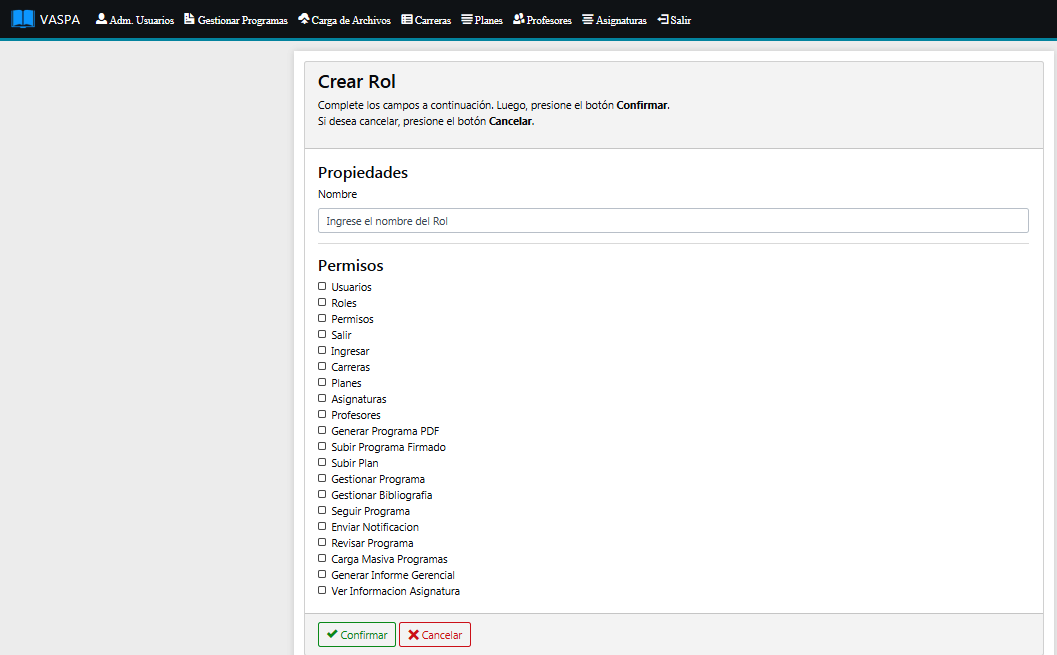 VASPA Adm. Usuarios Gestionar Programas Carga de Archivos Carreras Planes Profesores Asignaturas Salir
Crear Rol
Complete los campos a continuación. Luego, presione el botón Confirmar.
Si desea cancelar, presione el botón Cancelar.
Propiedades
Nombre
Ingrese el nombre del Rol
Permisos
Usuarios
Roles
Permisos
Salir
Ingresar
Carreras
Planes
Asignaturas
Profesores
Generar Programa PDF
Subir Programa Firmado
Subir Plan
Gestionar Programa
Gestionar Bibliografia
Seguir Programa
Enviar Notificacion
Revisar Programa
Carga Masiva Programas
Generar Informe Gerencial
Ver Informacion Asignatura
Confirmar Cancelar